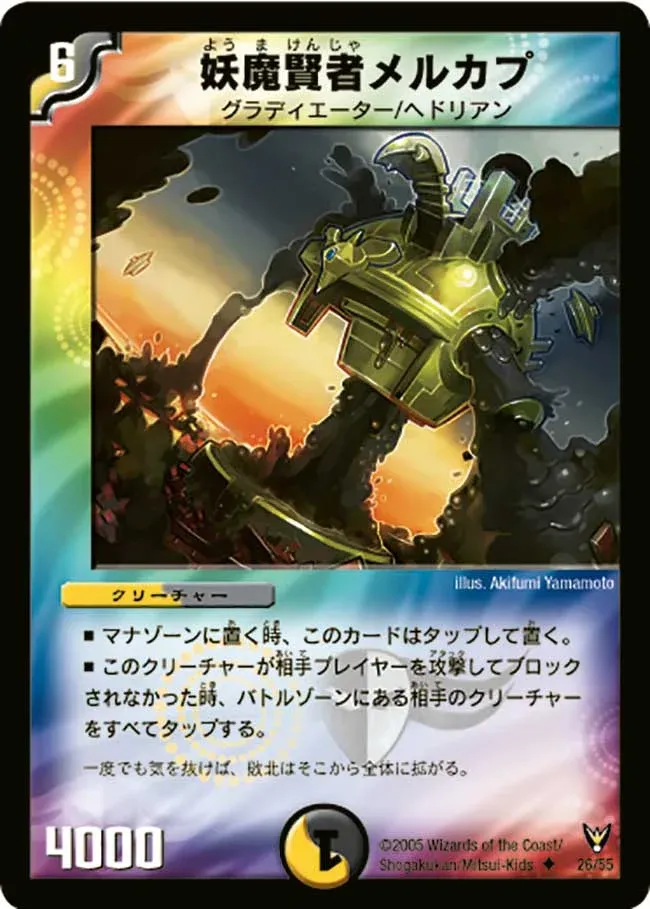 6
よう ま けんじゃ
妖魔賢者メルカプ
グラディエーター/ヘドリアン
illus. Akifumi Yamamoto
クリーチャー
■ マナゾーンに置く時、このカードはタップして置く。
■ このクリーチャーが相手プレイヤーを攻撃してブロック
されなかった時、バトルゾーンにある相手のクリーチャー
をすべてタップする。
一度でも気を抜けば、敗北はそこから全体に拡がる。
4000
1
©2005 Wizards of the Coast/
Shogakukan/Mitsui-Kids ♦ 26/55